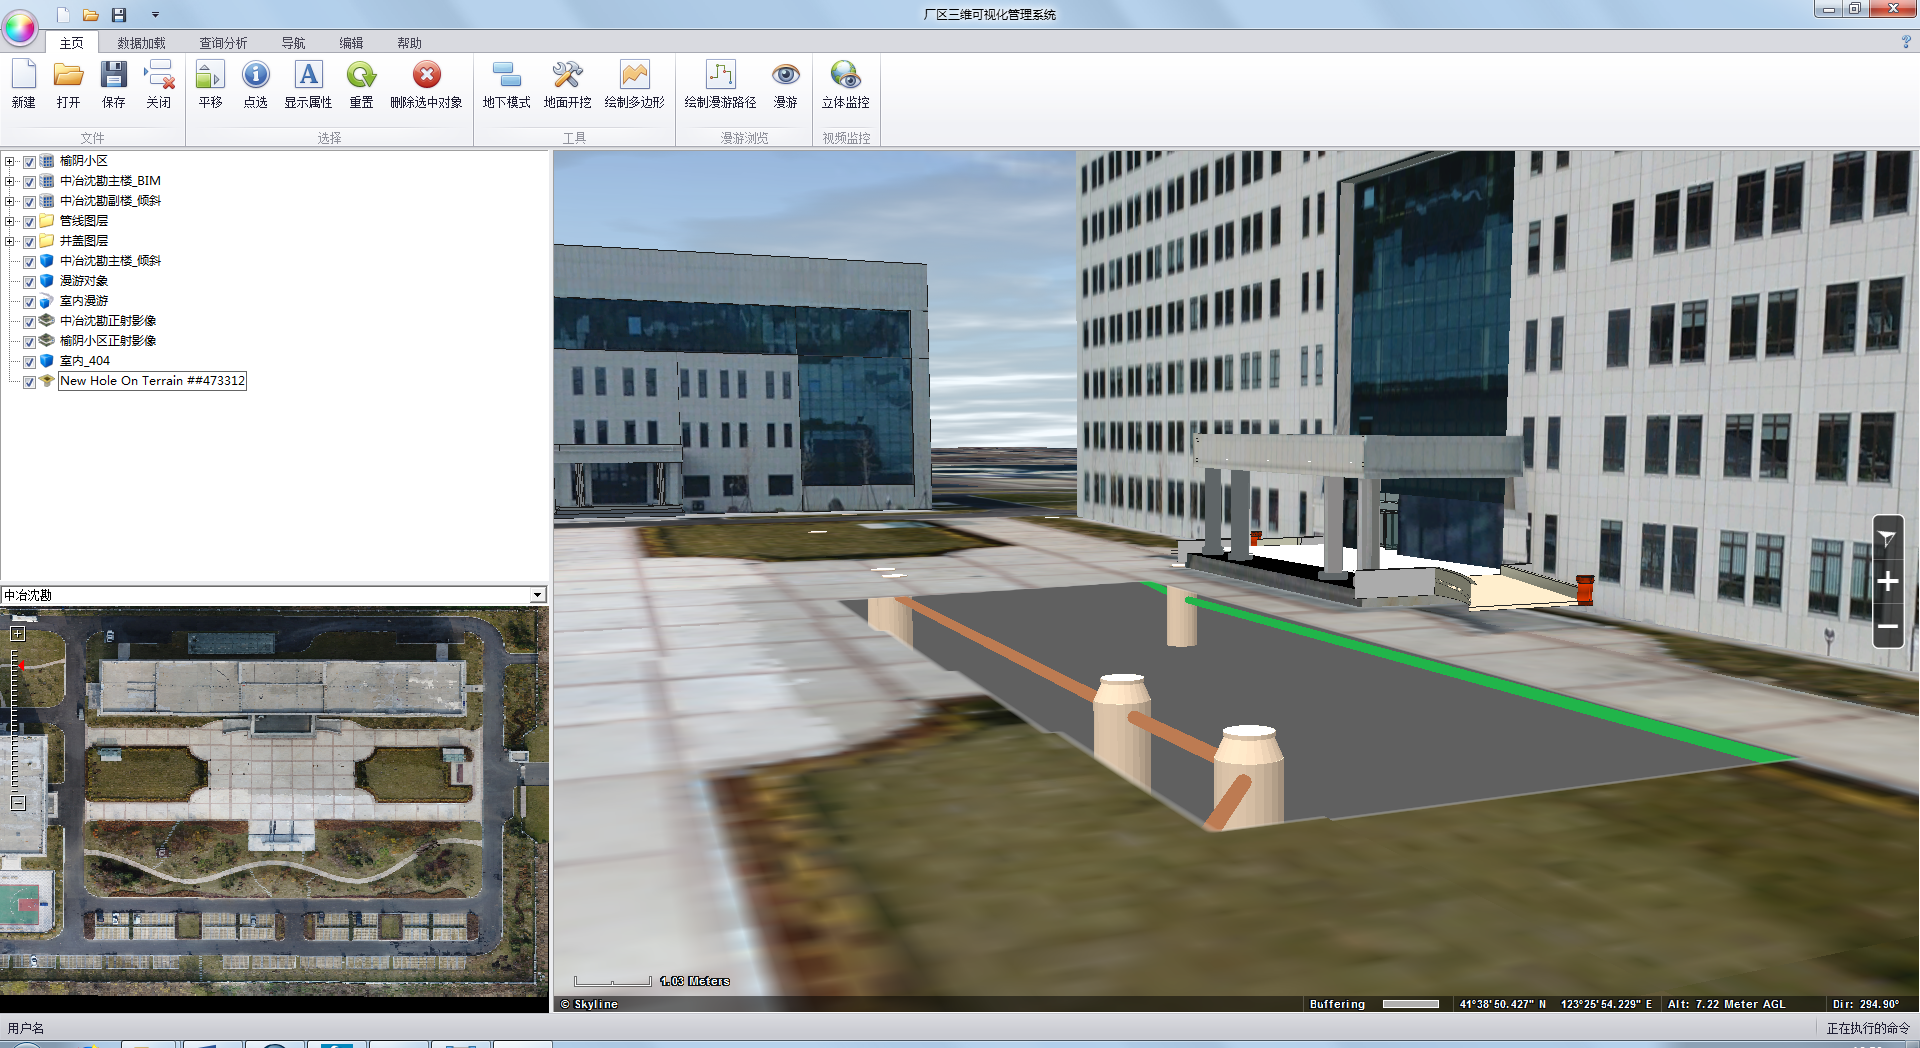 厂区三维可视化管理系统
主页 数据加载 查询分析 导航 编辑 帮助
新建 打开 保存 关闭 平移 点选 显示属性 重置 删除选中对象 地下模式 地面开挖 绘制多边形 绘制漫游路径 漫游 立体监控
文件 选择 工具 漫游浏览 视频监控
榆阴小区
中冶沈勘主楼_BIM
中冶沈勘副楼_倾斜
管线图层
井盖图层
中冶沈勘主楼_倾斜
漫游对象
室内漫游
中冶沈勘正射影像
榆阴小区正射影像
室内_404
New Hole On Terrain ##473312
中冶沈勘
1.03 Meters
© Skyline
Buffering 41°38'50.427" N 123°25'54.229" E Alt: 7.22 Meter AGL Dir: 294.90°
用户名 正在执行的命令